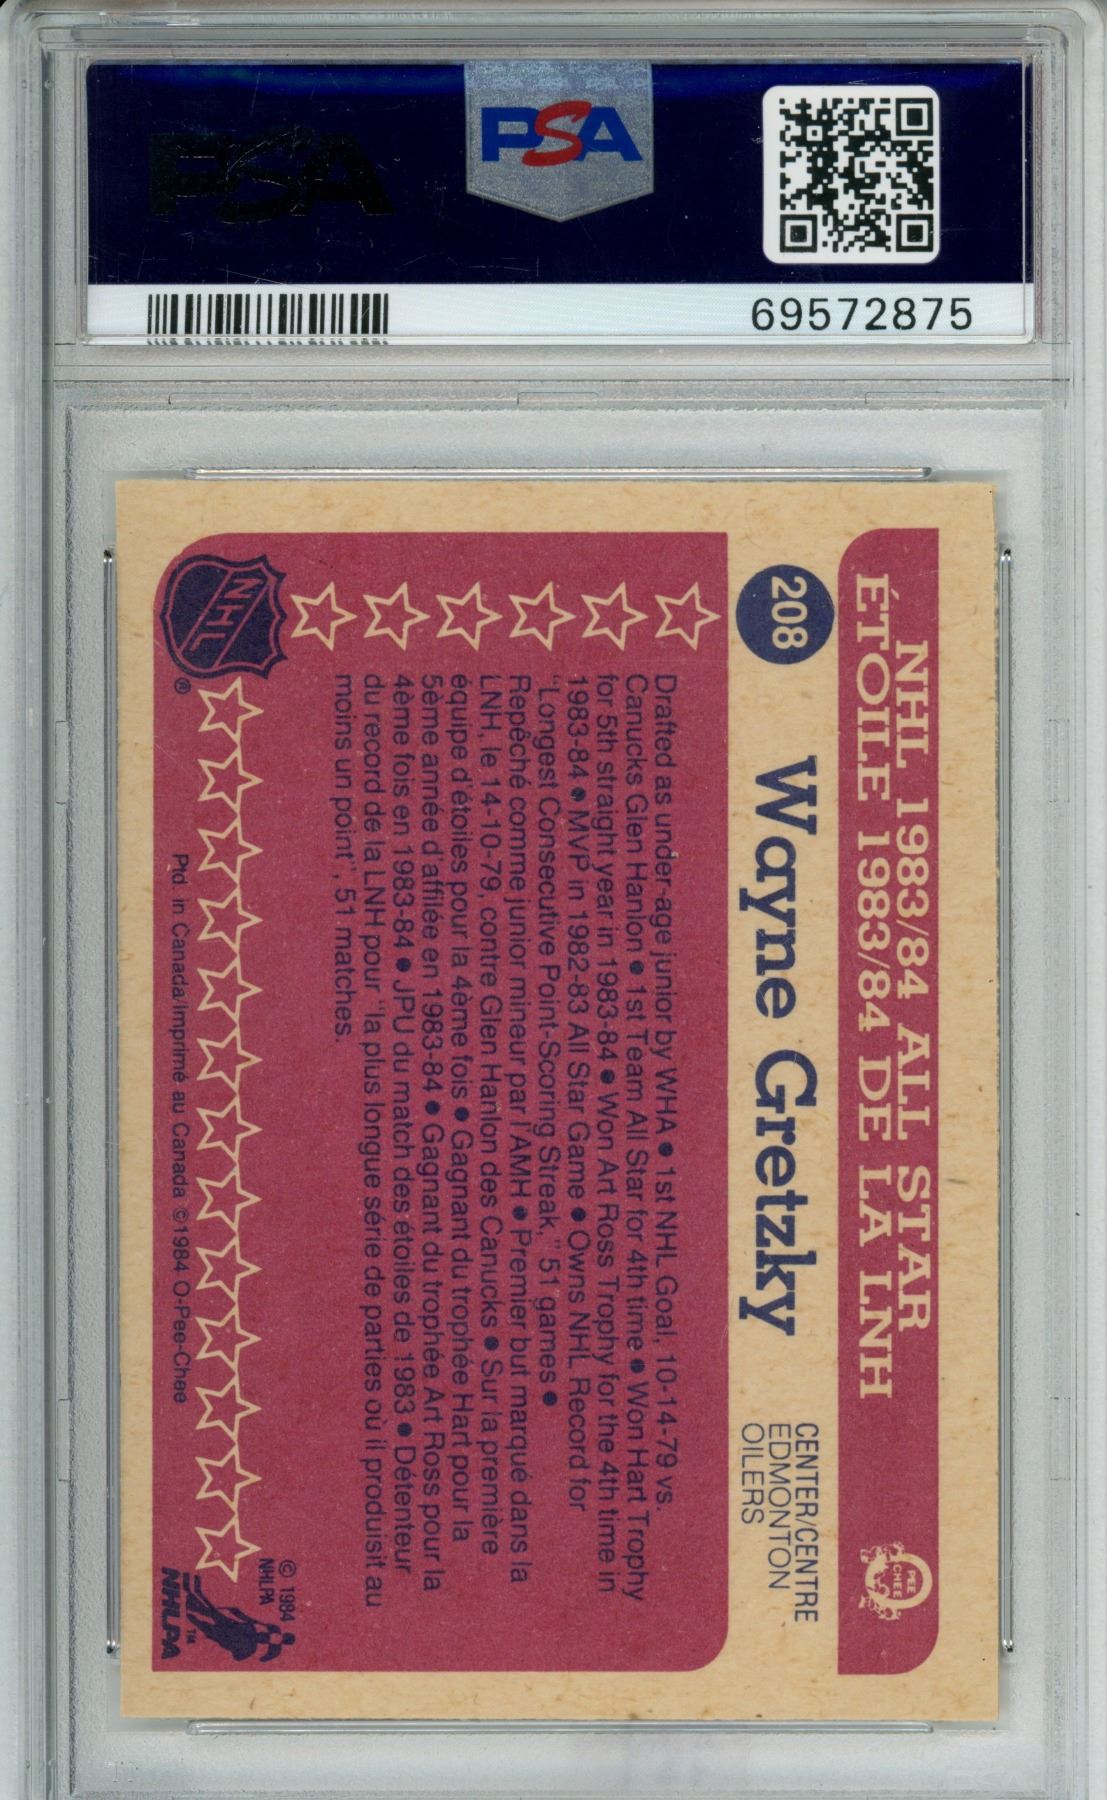 PSA
PSA
69572875
NHL 1983/84 ALL STAR
ÉTOILE 1983/84 DE LA LNH
O
PEE
CHEE
208
Wayne Gretzky
CENTER/CENTRE
EDMONTON
OILERS
Drafted as under-age junior by WHA • 1st NHL Goal, 10-14-79 vs.
Canucks Glen Hanlon • 1st Team All Star for 4th time • Won Hart Trophy
for 5th straight year in 1983-84 • Won Art Ross Trophy for the 4th time in
1983-84 • MVP in 1982-83 All Star Game • Owns NHL Record for
"Longest Consecutive Point-Scoring Streak," 51 games •
Repêché comme junior mineur par l'AMH • Premier but marqué dans la
LNH, le 14-10-79, contre Glen Hanlon des Canucks • Sur la première
équipe d'étoiles pour la 4ème fois • Gagnant du trophée Hart pour la
5ème année d'affilée en 1983-84 • Gagnant du trophée Art Ross pour la
4ème fois en 1983-84 • JPU du match des étoiles de 1983 • Détenteur
du record de la LNH pour "la plus longue série de parties où il produisit au
moins un point", 51 matches.
NHL
®
© 1984
NHLPA
NHLPA
™
Ptd. in Canada/Imprimé au Canada ©1984 O-Pee-Chee
PSA